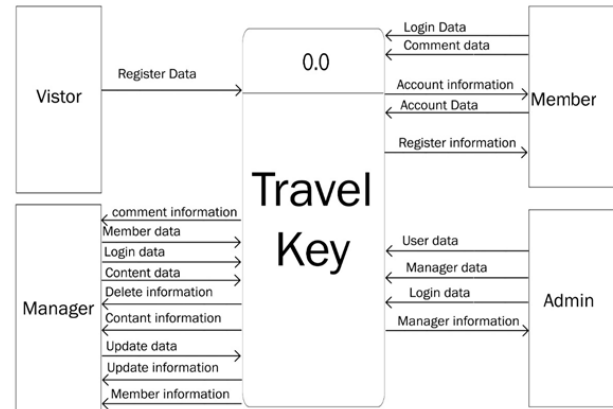 Login Data
Comment data
0.0
Register Data
Vistor
Account information
Member
Account Data
Register information
Travel
Key
comment information
Member data
Login data
Content data
Manager
Delete information
Contant information
Update data
Update information
Member information
User data
Manager data
Login data
Admin
Manager information